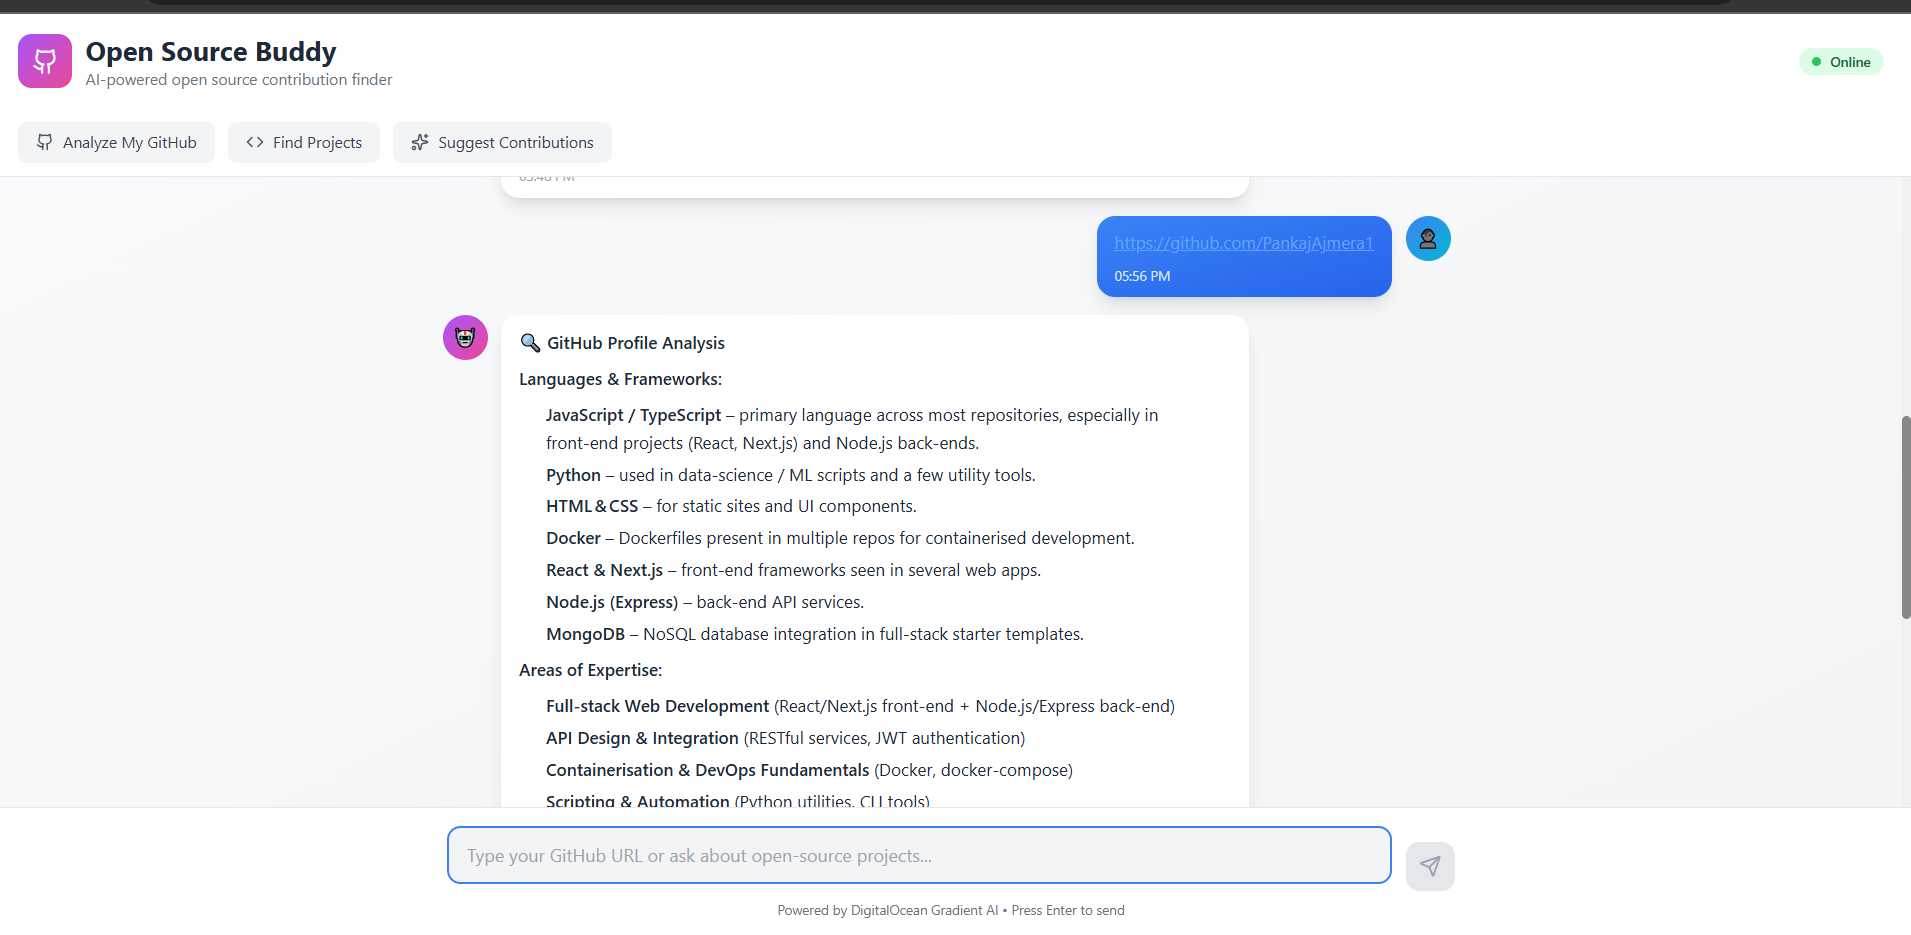 Open Source Buddy
AI-powered open source contribution finder
Online
Analyze My GitHub
Find Projects
Suggest Contributions
https://github.com/PankajAjmera1
05:56 PM
🔍 GitHub Profile Analysis
Languages & Frameworks:
JavaScript / TypeScript – primary language across most repositories, especially in
front-end projects (React, Next.js) and Node.js back-ends.
Python – used in data-science / ML scripts and a few utility tools.
HTML & CSS – for static sites and UI components.
Docker – Dockerfiles present in multiple repos for containerised development.
React & Next.js – front-end frameworks seen in several web apps.
Node.js (Express) – back-end API services.
MongoDB – NoSQL database integration in full-stack starter templates.
Areas of Expertise:
Full-stack Web Development (React/Next.js front-end + Node.js/Express back-end)
API Design & Integration (RESTful services, JWT authentication)
Containerisation & DevOps Fundamentals (Docker, docker-compose)
Scripting & Automation (Python utilities, CLI tools)
Type your GitHub URL or ask about open-source projects...
Powered by DigitalOcean Gradient AI • Press Enter to send